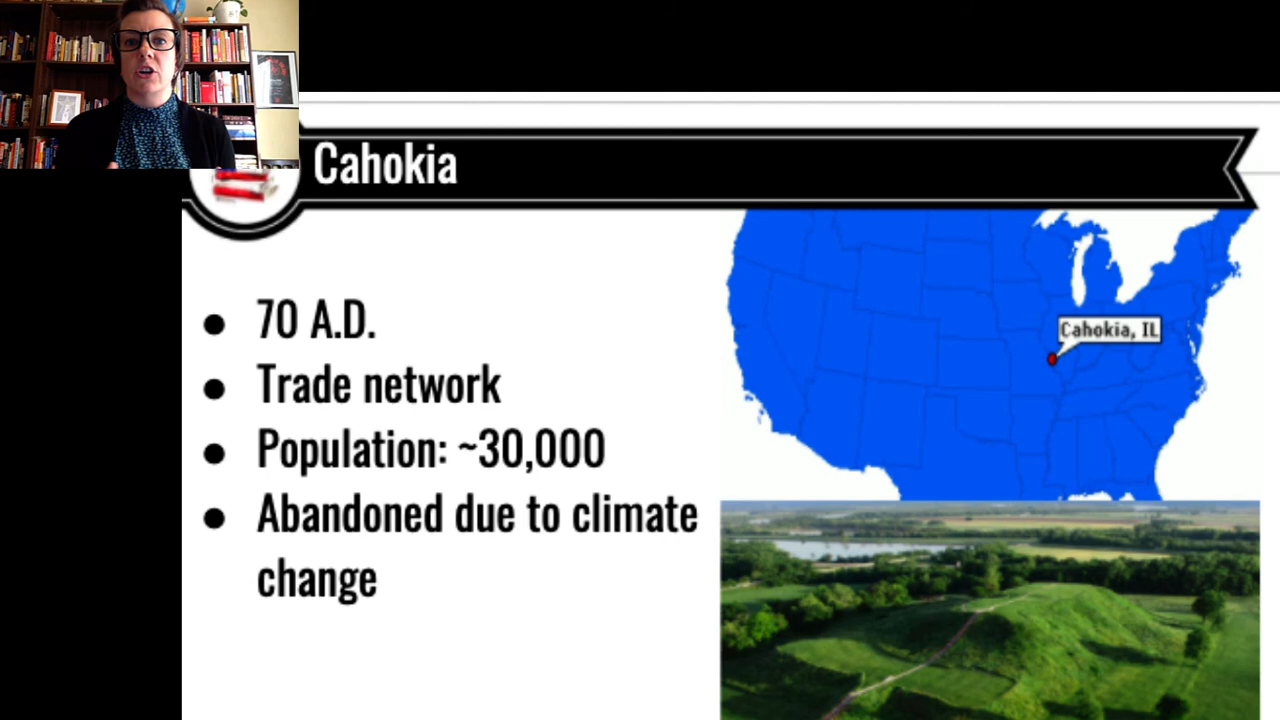 Cahokia
● 70 A.D.
● Trade network
● Population: ~30,000
● Abandoned due to climate
change
Cahokia, IL